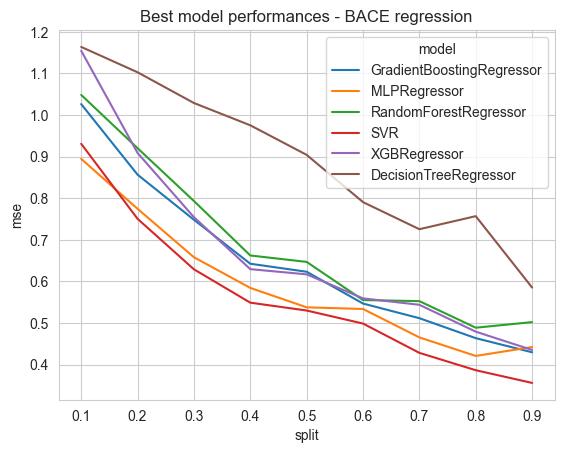 Best model performances - BACE regression
1.2
1.1
1.0
0.9
0.8
0.7
0.6
0.5
0.4
mse
model
GradientBoostingRegressor
MLPRegressor
RandomForestRegressor
SVR
XGBRegressor
DecisionTreeRegressor
0.1 0.2 0.3 0.4 0.5 0.6 0.7 0.8 0.9
split